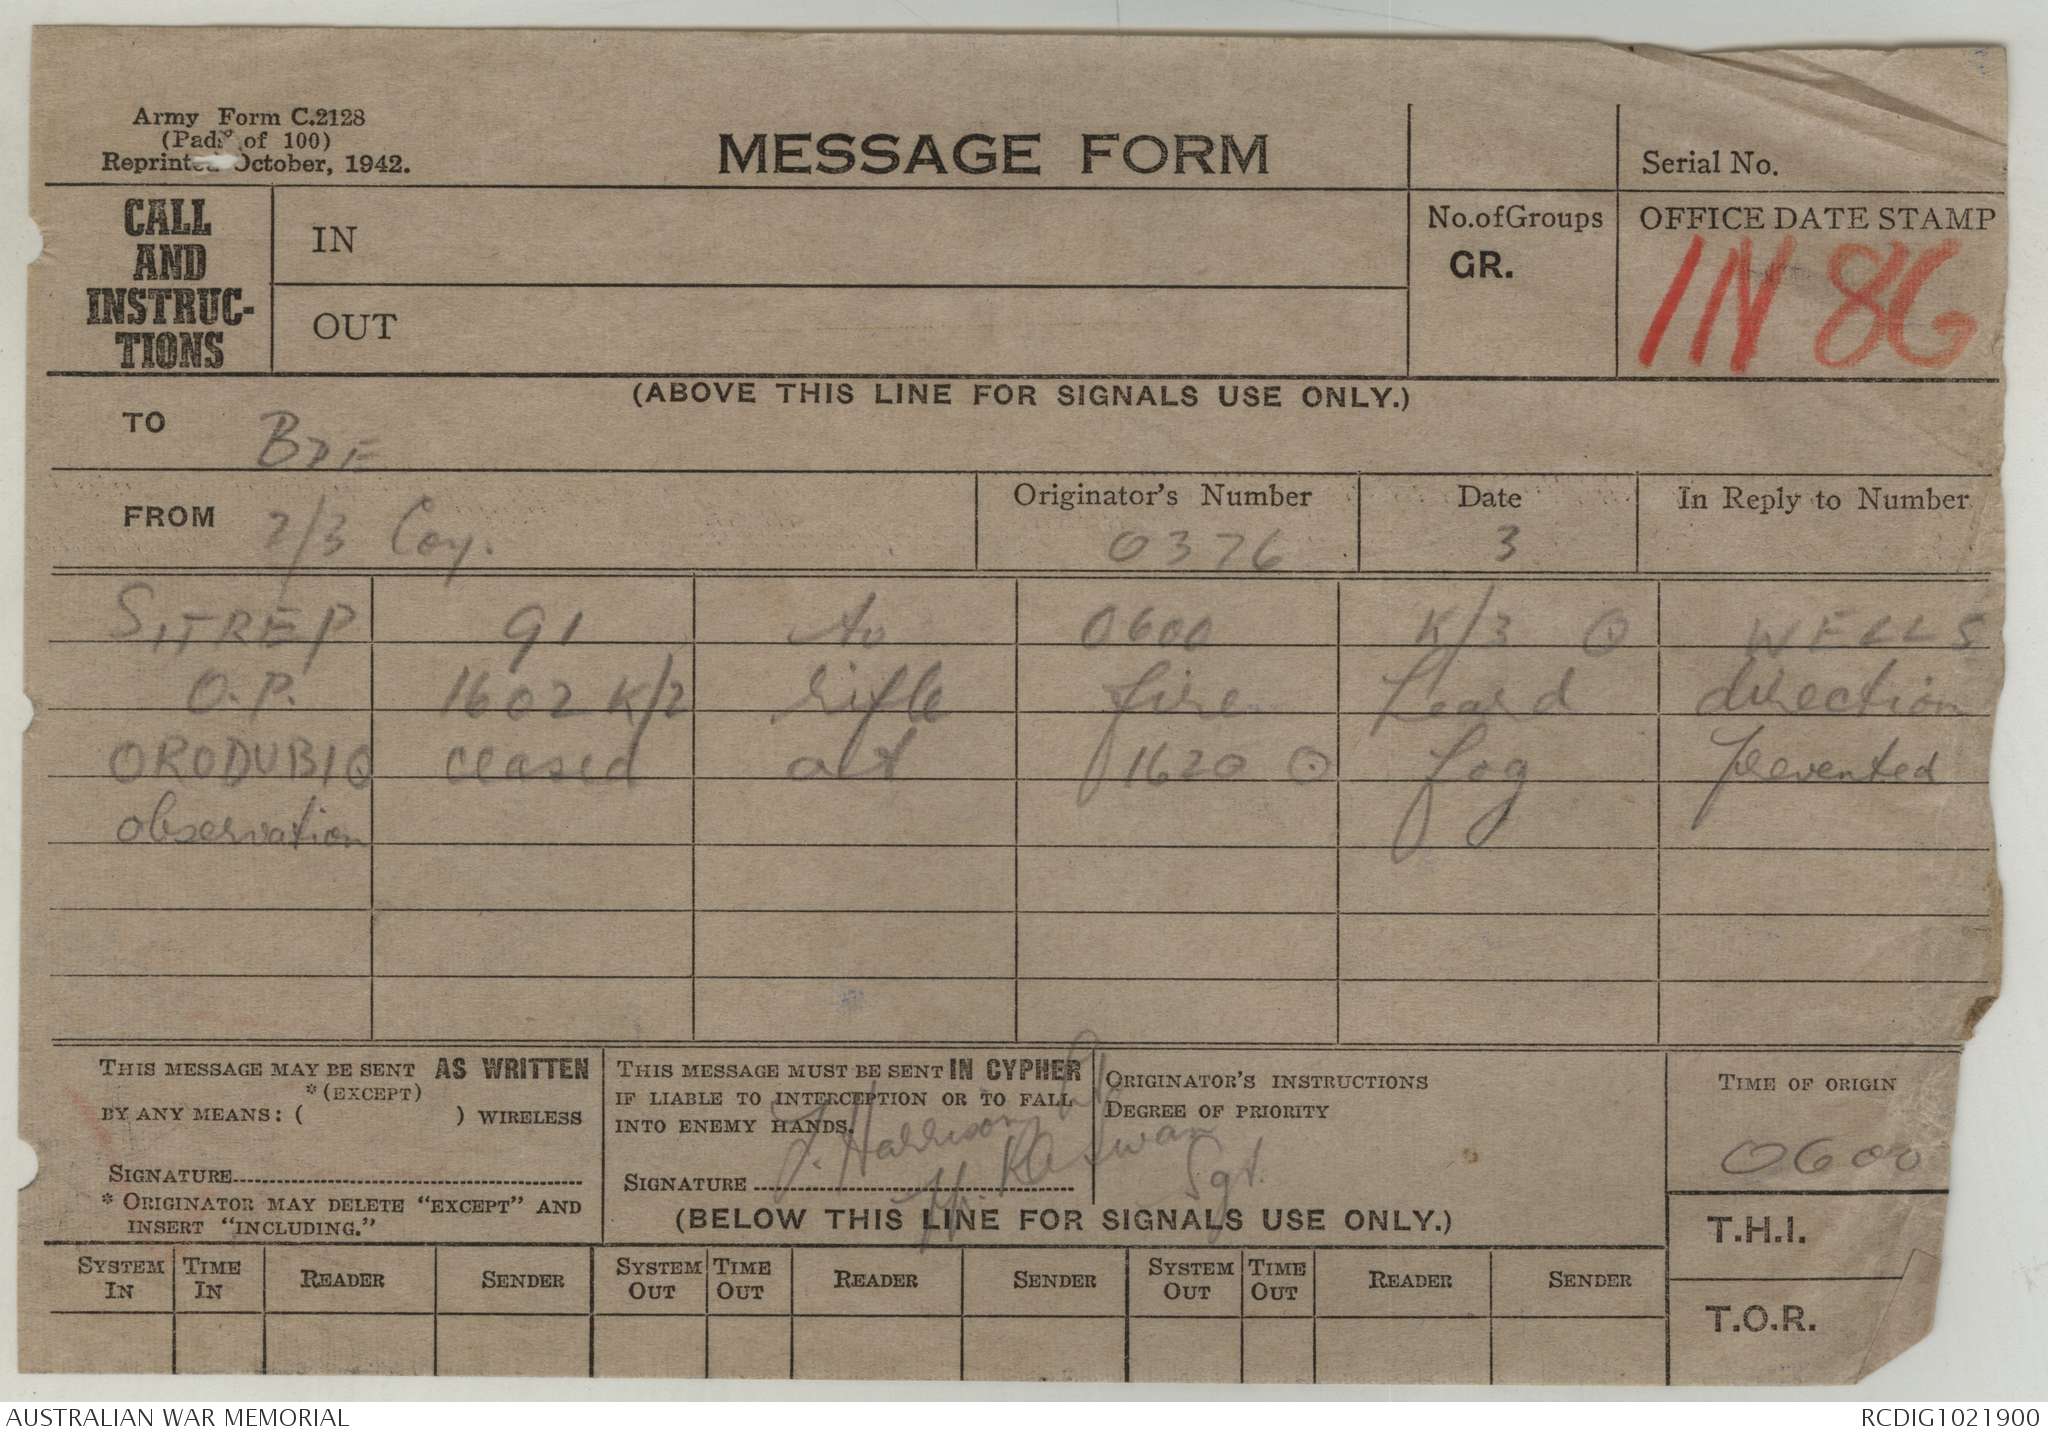 Army Form C.2128
(Pads of 100)
Reprinted October, 1942.
MESSAGE FORM
Serial No.
CALL AND INSTRUC-TIONS
IN
OUT
No. of Groups
GR.
OFFICE DATE STAMP
IN 86
(ABOVE THIS LINE FOR SIGNALS USE ONLY.)
TO BDE
FROM 2/3 Coy.
Originator's Number 0376
Date 3
In Reply to Number
SITREP 91 to 0600 K/3 ⊙ WELLS
O.P. 1602 K/2 rifle fire heard direction
ORODUBI ⊙ ceased at 1620 ⊙ fog prevented
observation
THIS MESSAGE MAY BE SENT AS WRITTEN
*(EXCEPT)
BY ANY MEANS: ( ) WIRELESS
SIGNATURE
* ORIGINATOR MAY DELETE "EXCEPT" AND
INSERT "INCLUDING."
THIS MESSAGE MUST BE SENT IN CYPHER
IF LIABLE TO INTERCEPTION OR TO FALL
INTO ENEMY HANDS.
SIGNATURE
J. Harrison
Sgt.
ORIGINATOR'S INSTRUCTIONS
DEGREE OF PRIORITY
TIME OF ORIGIN
0600
T.H.I.
T.O.R.
(BELOW THIS LINE FOR SIGNALS USE ONLY.)
SYSTEM IN TIME IN READER SENDER SYSTEM OUT TIME OUT READER SENDER SYSTEM OUT TIME OUT READER SENDER
AUSTRALIAN WAR MEMORIAL
RCDIG1021900